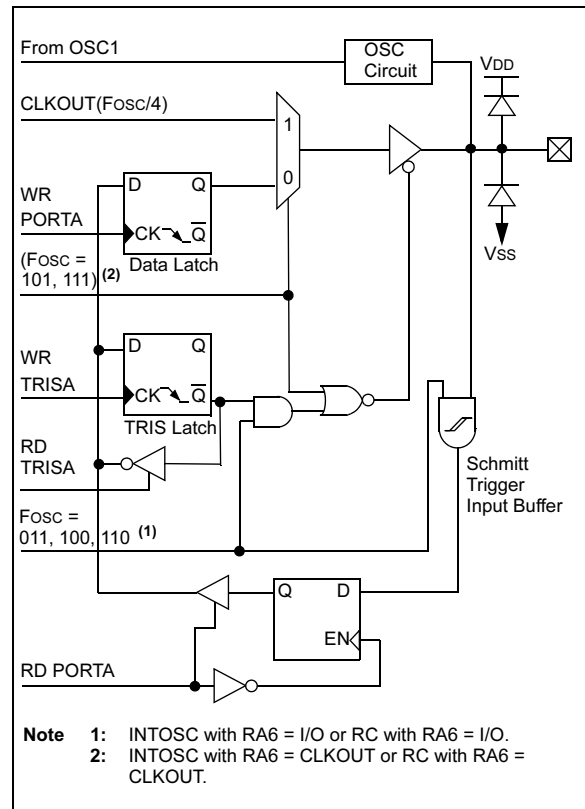 From OSC1
OSC
Circuit
VDD
CLKOUT(FOSC/4)
1
0
WR
PORTA
D
Q
CK
Q
Data Latch
VSS
(FOSC =
101, 111) (2)
WR
TRISA
D
Q
CK
Q
TRIS Latch
RD
TRISA
Schmitt
Trigger
Input Buffer
FOSC =
011, 100, 110 (1)
Q
D
EN
RD PORTA
Note 1: INTOSC with RA6 = I/O or RC with RA6 = I/O.
2: INTOSC with RA6 = CLKOUT or RC with RA6 =
CLKOUT.